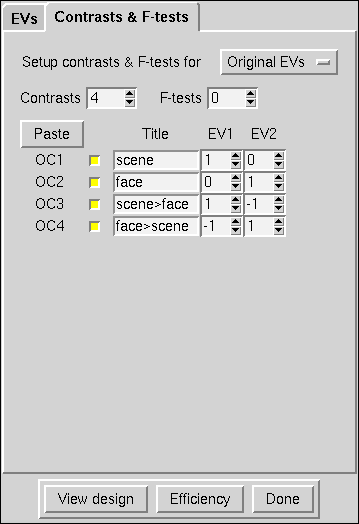 EVs Contrasts & F-tests
Setup contrasts & F-tests for Original EVs
Contrasts 4 F-tests 0
Paste Title EV1 EV2
OC1 scene 1 0
OC2 face 0 1
OC3 scene>face 1 -1
OC4 face>scene -1 1
View design Efficiency Done